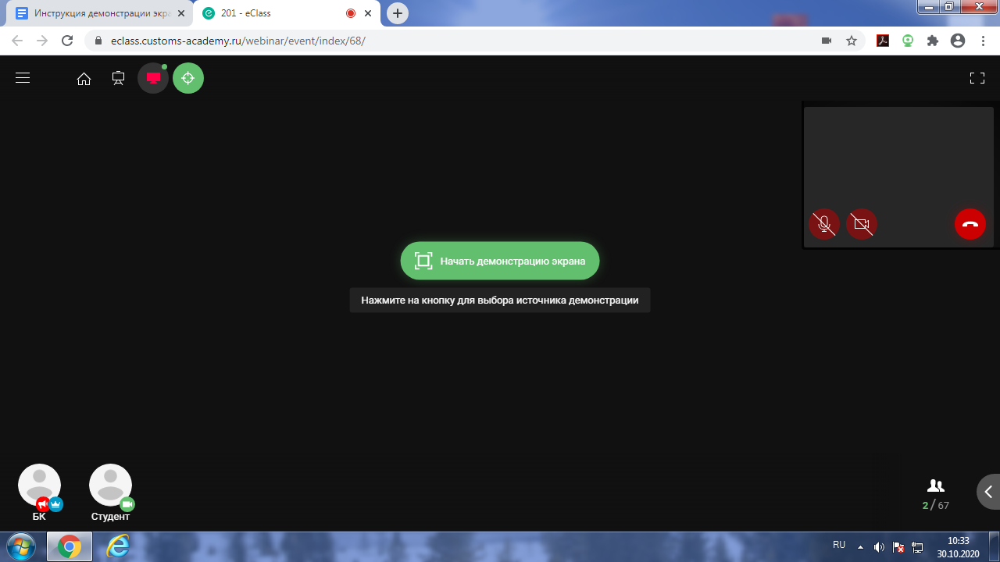 Инструкция демонстрации экра
201 - eClass
eclass.customs-academy.ru/webinar/event/index/68/
Начать демонстрацию экрана
Нажмите на кнопку для выбора источника демонстрации
БК
Студент
2 / 67
RU
10:33
30.10.2020